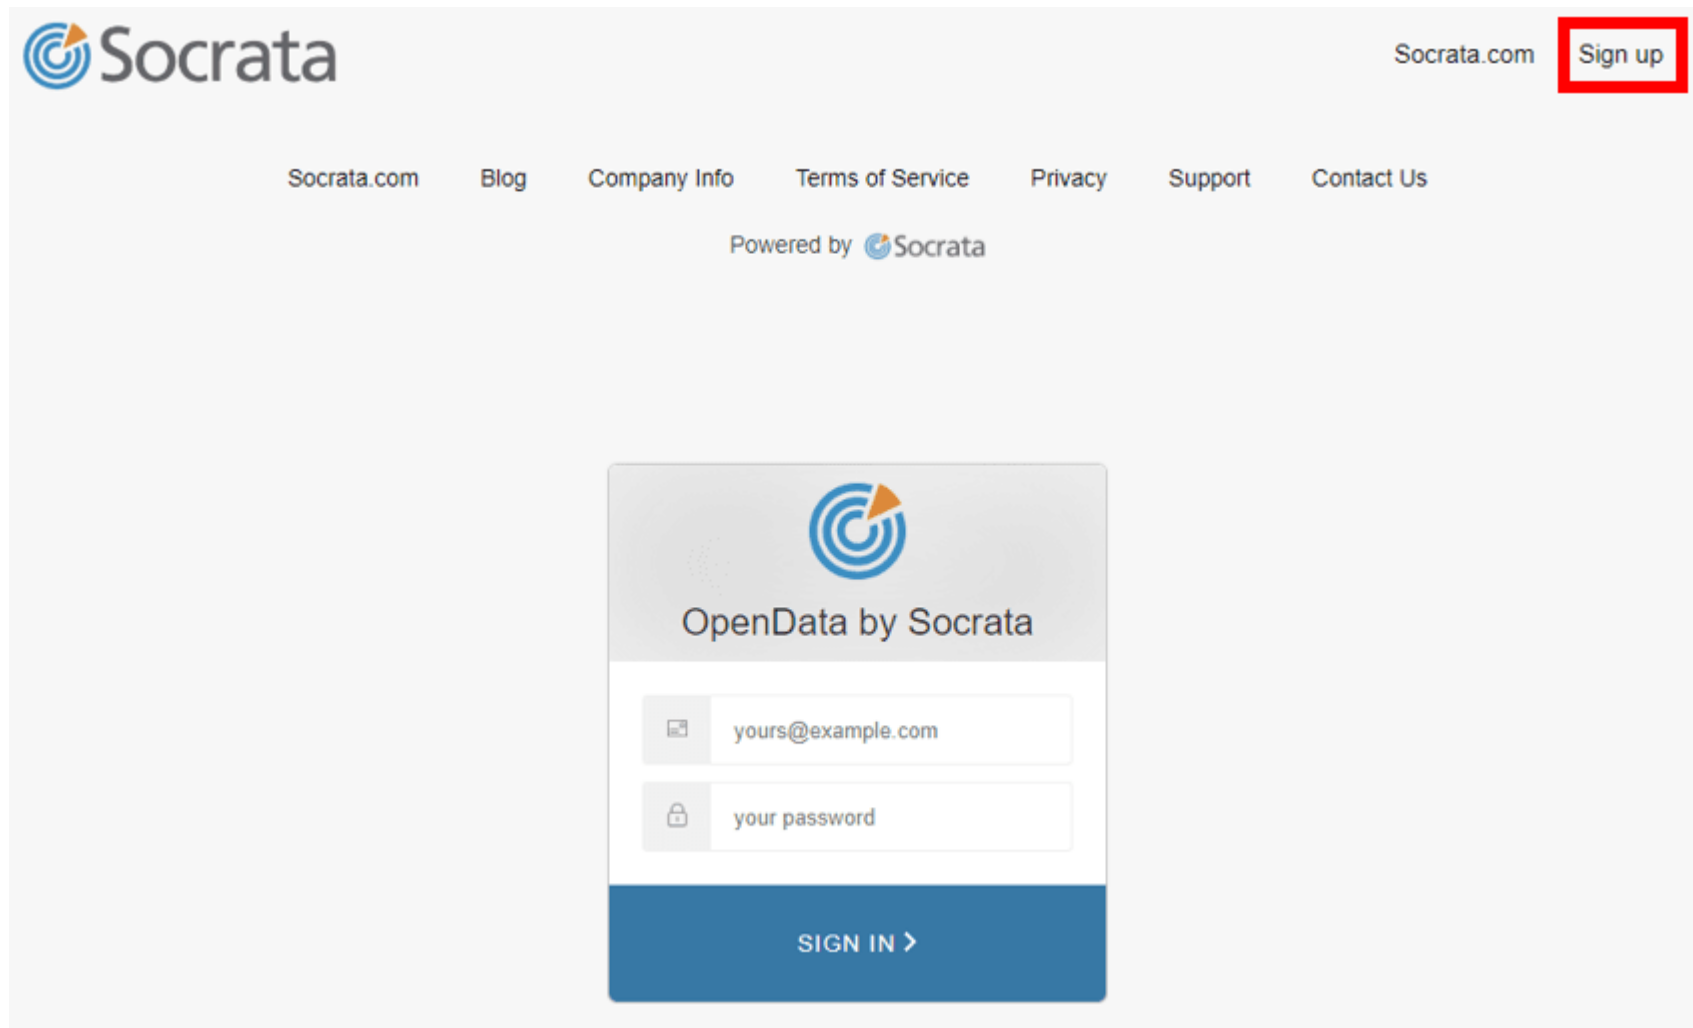 Socrata
Socrata.com Sign up
Socrata.com Blog Company Info Terms of Service Privacy Support Contact Us
Powered by Socrata
OpenData by Socrata
yours@example.com
your password
SIGN IN >